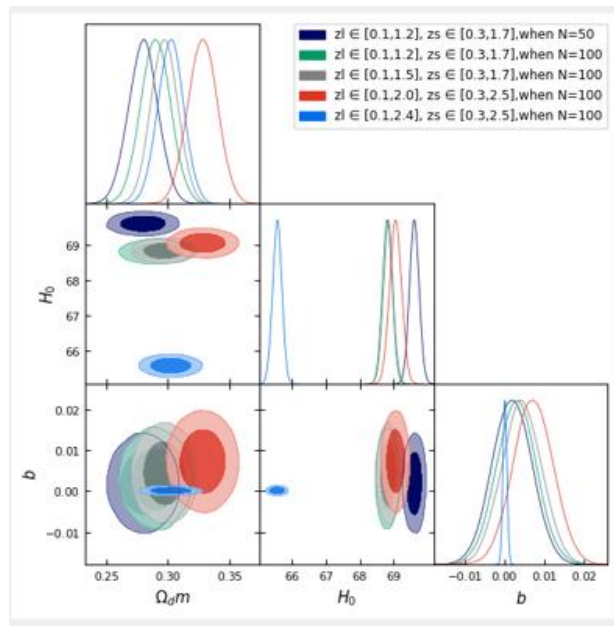 zl ∈ [0.1,1.2], zs ∈ [0.3,1.7],when N=50
zl ∈ [0.1,1.2], zs ∈ [0.3,1.7],when N=100
zl ∈ [0.1,1.5], zs ∈ [0.3,1.7],when N=100
zl ∈ [0.1,2.0], zs ∈ [0.3,2.5],when N=100
zl ∈ [0.1,2.4], zs ∈ [0.3,2.5],when N=100
69
68
67
66
H₀
0.02
0.01
0.00
−0.01
b
0.25 0.30 0.35
66 67 68 69
−0.01 0.00 0.01 0.02
Ω_dm
H₀
b